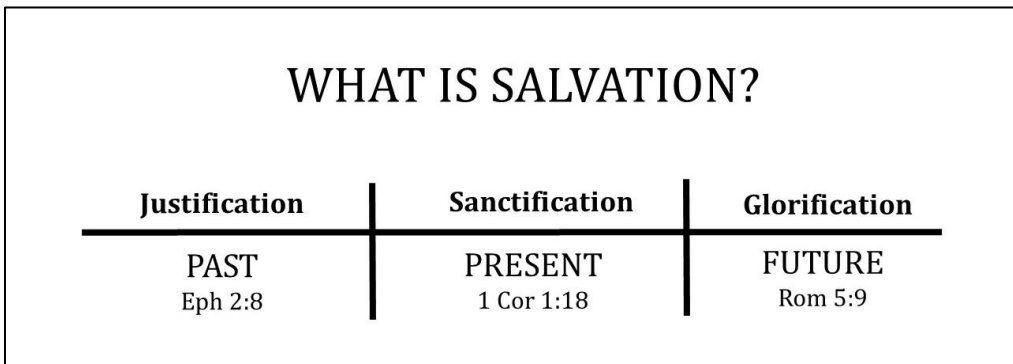 WHAT IS SALVATION?
Justification Sanctification Glorification
PAST PRESENT FUTURE
Eph 2:8 1 Cor 1:18 Rom 5:9